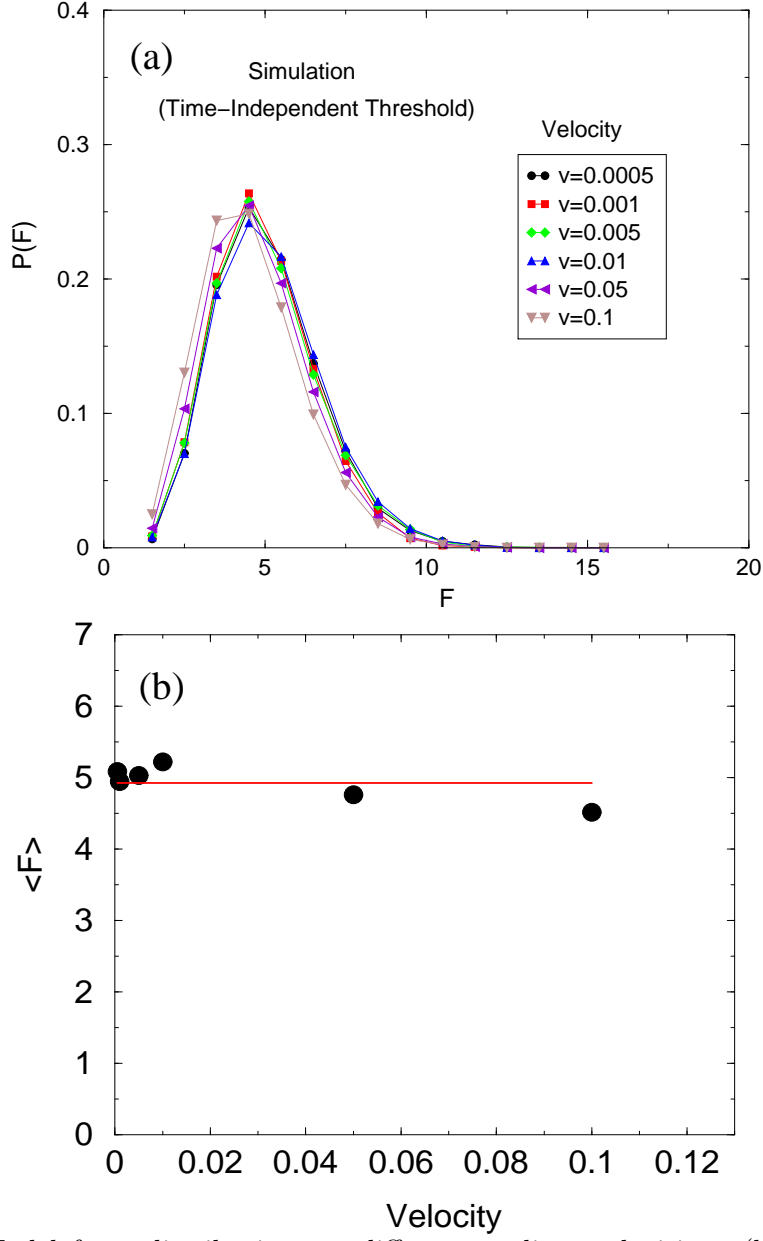 0.4
(a)
Simulation
(Time−Independent Threshold)
0.3
Velocity
v=0.0005
v=0.001
v=0.005
v=0.01
v=0.05
v=0.1
P(F)
0.2
0.1
0
0 5 10 15 20
F
7
(b)
6
5
4
<F>
3
2
1
0
0 0.02 0.04 0.06 0.08 0.1 0.12
Velocity